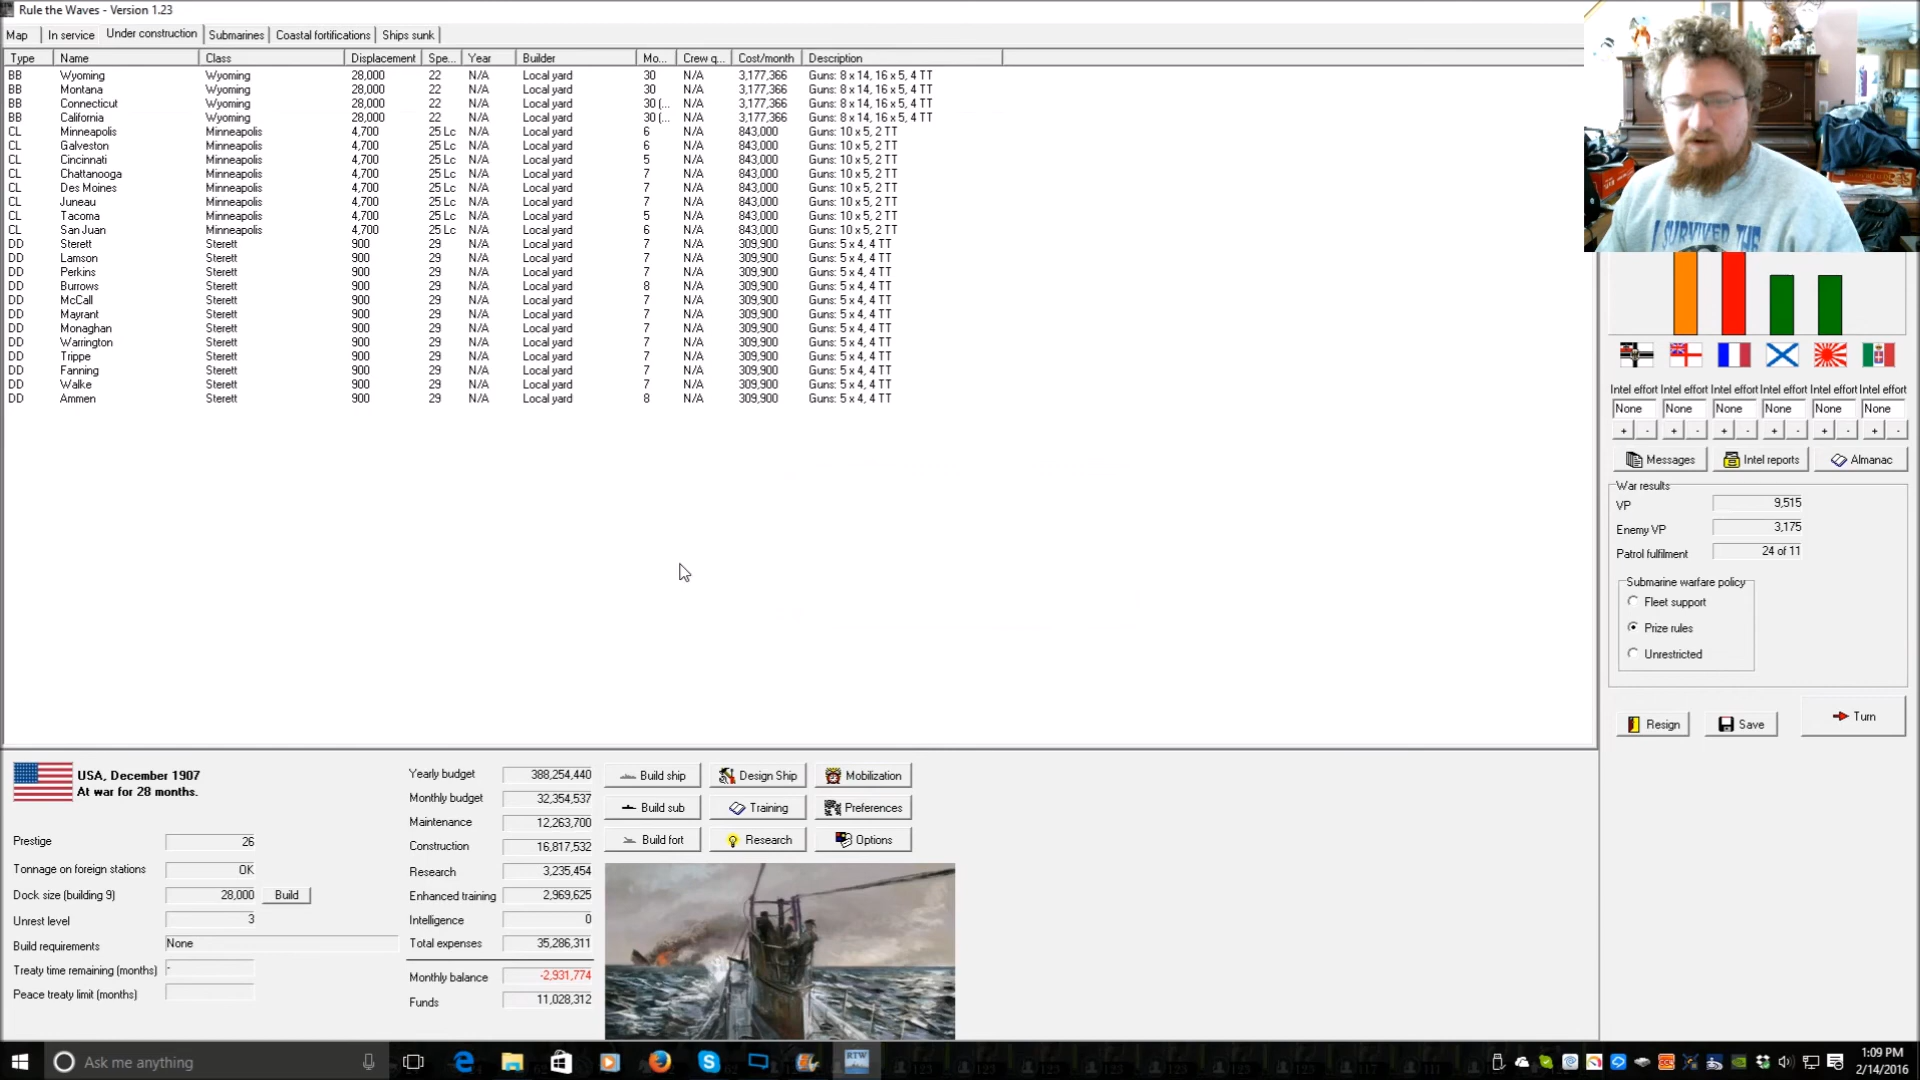 Rule the Waves - Version 1.23
Map In service Under construction Submarines Coastal fortifications Ships sunk
Type Name Class Displacement Spe... Year Builder Mo... Crew q... Cost/month Description
BB Wyoming Wyoming 28,000 22 N/A Local yard 30 N/A 3,177,366 Guns: 8 x 14, 16 x 5, 4 TT
BB Montana Wyoming 28,000 22 N/A Local yard 30 N/A 3,177,366 Guns: 8 x 14, 16 x 5, 4 TT
BB Connecticut Wyoming 28,000 22 N/A Local yard 30 (... N/A 3,177,366 Guns: 8 x 14, 16 x 5, 4 TT
BB California Wyoming 28,000 22 N/A Local yard 30 (... N/A 3,177,366 Guns: 8 x 14, 16 x 5, 4 TT
CL Minneapolis Minneapolis 4,700 25 Lc N/A Local yard 6 N/A 843,000 Guns: 10 x 5, 2 TT
CL Galveston Minneapolis 4,700 25 Lc N/A Local yard 6 N/A 843,000 Guns: 10 x 5, 2 TT
CL Cincinnati Minneapolis 4,700 25 Lc N/A Local yard 5 N/A 843,000 Guns: 10 x 5, 2 TT
CL Chattanooga Minneapolis 4,700 25 Lc N/A Local yard 7 N/A 843,000 Guns: 10 x 5, 2 TT
CL Des Moines Minneapolis 4,700 25 Lc N/A Local yard 7 N/A 843,000 Guns: 10 x 5, 2 TT
CL Juneau Minneapolis 4,700 25 Lc N/A Local yard 7 N/A 843,000 Guns: 10 x 5, 2 TT
CL Tacoma Minneapolis 4,700 25 Lc N/A Local yard 5 N/A 843,000 Guns: 10 x 5, 2 TT
CL San Juan Minneapolis 4,700 25 Lc N/A Local yard 6 N/A 843,000 Guns: 10 x 5, 2 TT
DD Sterett Sterett 900 29 N/A Local yard 7 N/A 309,900 Guns: 5 x 4, 4 TT
DD Lamson Sterett 900 29 N/A Local yard 7 N/A 309,900 Guns: 5 x 4, 4 TT
DD Perkins Sterett 900 29 N/A Local yard 7 N/A 309,900 Guns: 5 x 4, 4 TT
DD Burrows Sterett 900 29 N/A Local yard 8 N/A 309,900 Guns: 5 x 4, 4 TT
DD McCall Sterett 900 29 N/A Local yard 7 N/A 309,900 Guns: 5 x 4, 4 TT
DD Mayrant Sterett 900 29 N/A Local yard 7 N/A 309,900 Guns: 5 x 4, 4 TT
DD Monaghan Sterett 900 29 N/A Local yard 7 N/A 309,900 Guns: 5 x 4, 4 TT
DD Warrington Sterett 900 29 N/A Local yard 7 N/A 309,900 Guns: 5 x 4, 4 TT
DD Trippe Sterett 900 29 N/A Local yard 7 N/A 309,900 Guns: 5 x 4, 4 TT
DD Fanning Sterett 900 29 N/A Local yard 7 N/A 309,900 Guns: 5 x 4, 4 TT
DD Walke Sterett 900 29 N/A Local yard 7 N/A 309,900 Guns: 5 x 4, 4 TT
DD Ammen Sterett 900 29 N/A Local yard 8 N/A 309,900 Guns: 5 x 4, 4 TT
I SURVIVED THE
Intel effort Intel effort Intel effort Intel effort Intel effort Intel effort
None None None None None None
+ - + - + - + - + - + -
Messages Intel reports Almanac
War results
VP 9,515
Enemy VP 3,175
Patrol fulfilment 24 of 11
Submarine warfare policy
Fleet support
Prize rules
Unrestricted
Resign Save Turn
USA, December 1907
At war for 28 months.
Prestige 26
Tonnage on foreign stations OK
Dock size (building 9) 28,000 Build
Unrest level 3
Build requirements None
Treaty time remaining (months) -
Peace treaty limit (months)
Yearly budget 388,254,440
Monthly budget 32,354,537
Maintenance 12,263,700
Construction 16,817,532
Research 3,235,454
Enhanced training 2,969,625
Intelligence 0
Total expenses 35,286,311
Monthly balance -2,931,774
Funds 11,028,312
Build ship Design Ship Mobilization
Build sub Training Preferences
Build fort Research Options
Ask me anything
RTW
1:09 PM
2/14/2016